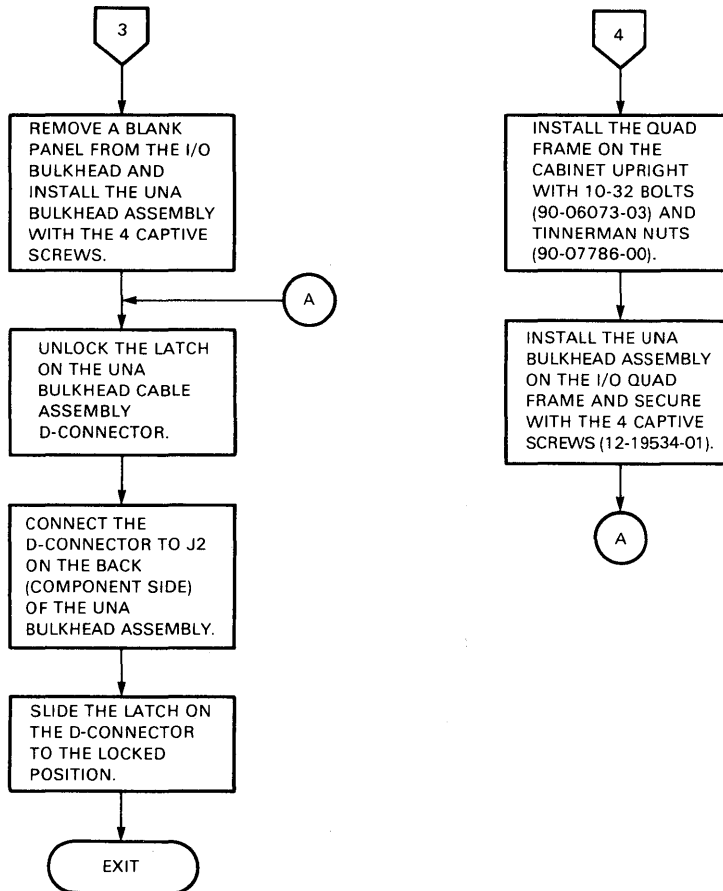 3
REMOVE A BLANK
PANEL FROM THE I/O
BULKHEAD AND
INSTALL THE UNA
BULKHEAD ASSEMBLY
WITH THE 4 CAPTIVE
SCREWS.
A
UNLOCK THE LATCH
ON THE UNA
BULKHEAD CABLE
ASSEMBLY
D-CONNECTOR.
CONNECT THE
D-CONNECTOR TO J2
ON THE BACK
(COMPONENT SIDE)
OF THE UNA
BULKHEAD ASSEMBLY.
SLIDE THE LATCH ON
THE D-CONNECTOR
TO THE LOCKED
POSITION.
EXIT
4
INSTALL THE QUAD
FRAME ON THE
CABINET UPRIGHT
WITH 10-32 BOLTS
(90-06073-03) AND
TINNERMAN NUTS
(90-07786-00).
INSTALL THE UNA
BULKHEAD ASSEMBLY
ON THE I/O QUAD
FRAME AND SECURE
WITH THE 4 CAPTIVE
SCREWS (12-19534-01).
A